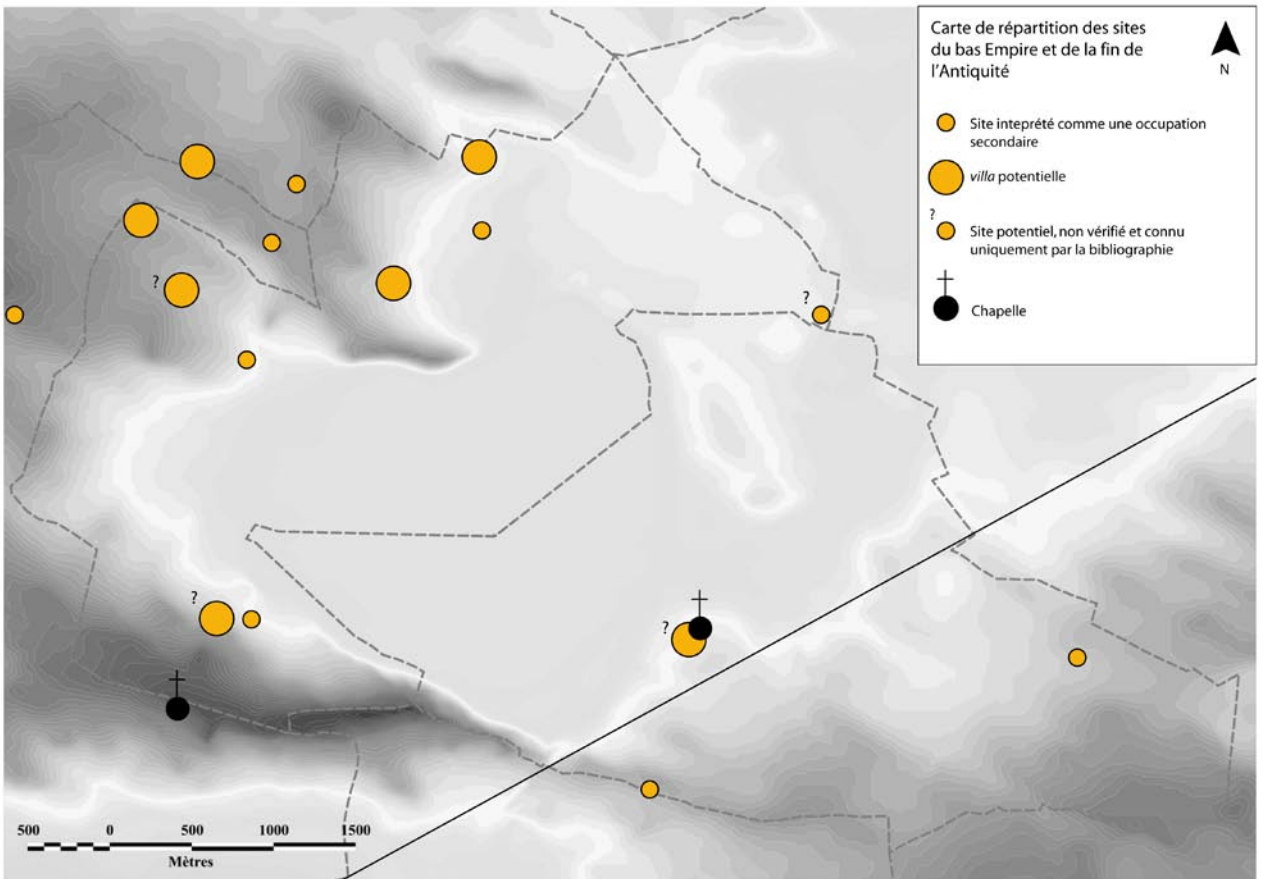 Carte de répartition des sites
du bas Empire et de la fin de
l'Antiquité
N
Site inteprété comme une occupation
secondaire
villa potentielle
?
Site potentiel, non vérifié et connu
uniquement par la bibliographie
Chapelle
?
?
?
?
500 0 500 1000 1500
Mètres